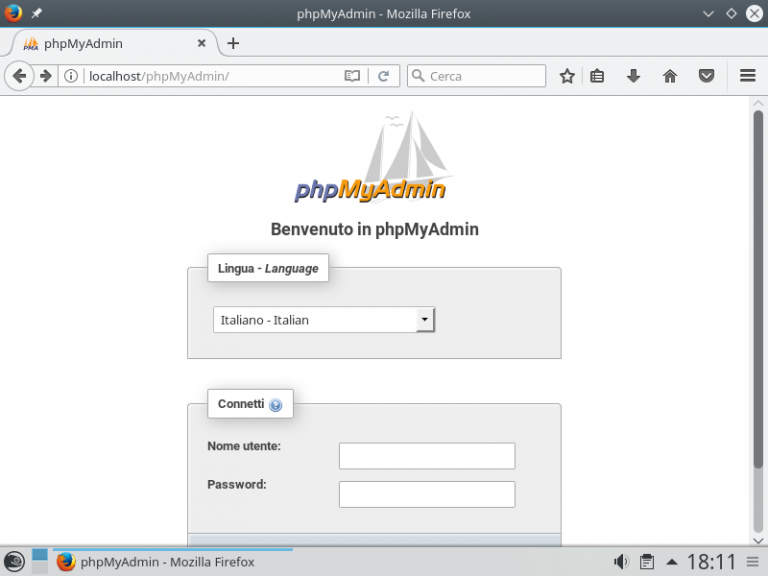 phpMyAdmin - Mozilla Firefox
PMA phpMyAdmin
localhost/phpMyAdmin/ Cerca
phpMyAdmin
Benvenuto in phpMyAdmin
Lingua - Language
Italiano - Italian
Connetti ?
Nome utente:
Password:
phpMyAdmin - Mozilla Firefox 18:11